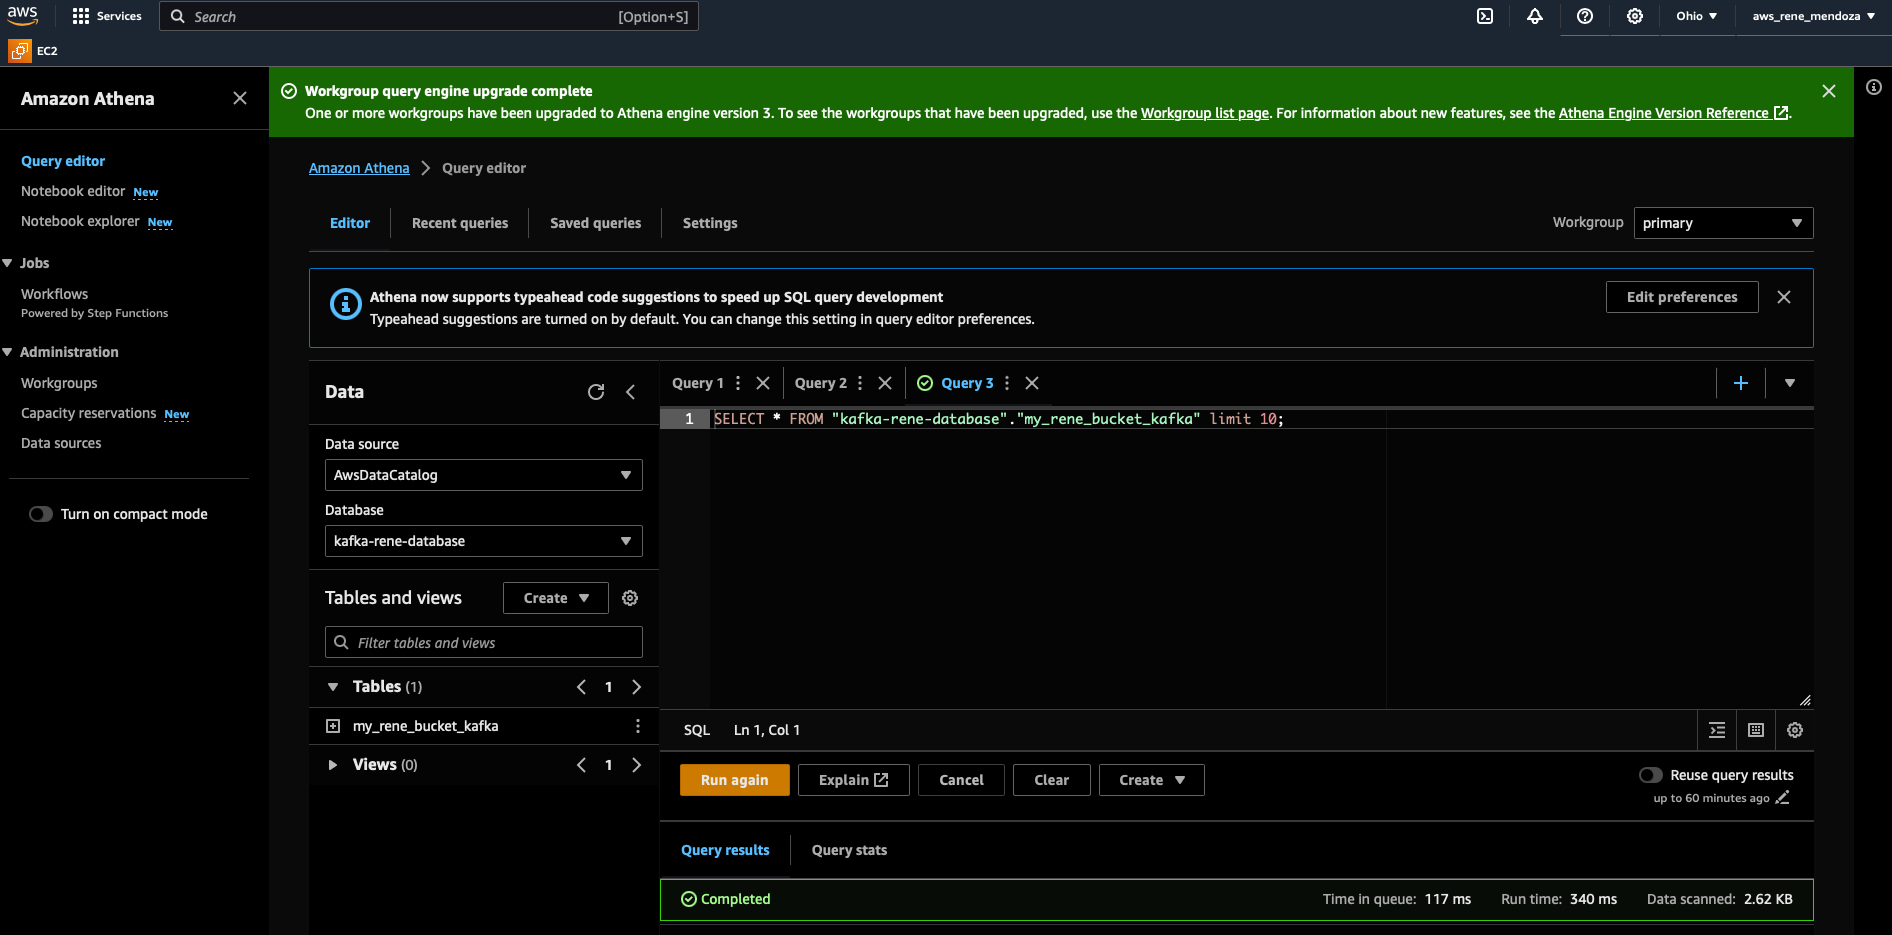 aws
Services
Search
[Option+S]
Ohio
aws_rene_mendoza
EC2
Amazon Athena
Query editor
Notebook editor New
Notebook explorer New
Jobs
Workflows
Powered by Step Functions
Administration
Workgroups
Capacity reservations New
Data sources
Turn on compact mode
Workgroup query engine upgrade complete
One or more workgroups have been upgraded to Athena engine version 3. To see the workgroups that have been upgraded, use the Workgroup list page. For information about new features, see the Athena Engine Version Reference .
Amazon Athena
Query editor
Editor
Recent queries
Saved queries
Settings
Workgroup
primary
Athena now supports typeahead code suggestions to speed up SQL query development
Typeahead suggestions are turned on by default. You can change this setting in query editor preferences.
Edit preferences
Data
Data source
AwsDataCatalog
Database
kafka-rene-database
Tables and views
Create
Filter tables and views
Tables (1)
1
my_rene_bucket_kafka
Views (0)
1
Query 1
Query 2
Query 3
1 SELECT * FROM "kafka-rene-database"."my_rene_bucket_kafka" limit 10;
SQL
Ln 1, Col 1
Run again
Explain
Cancel
Clear
Create
Reuse query results
up to 60 minutes ago
Query results
Query stats
Completed
Time in queue: 117 ms
Run time: 340 ms
Data scanned: 2.62 KB